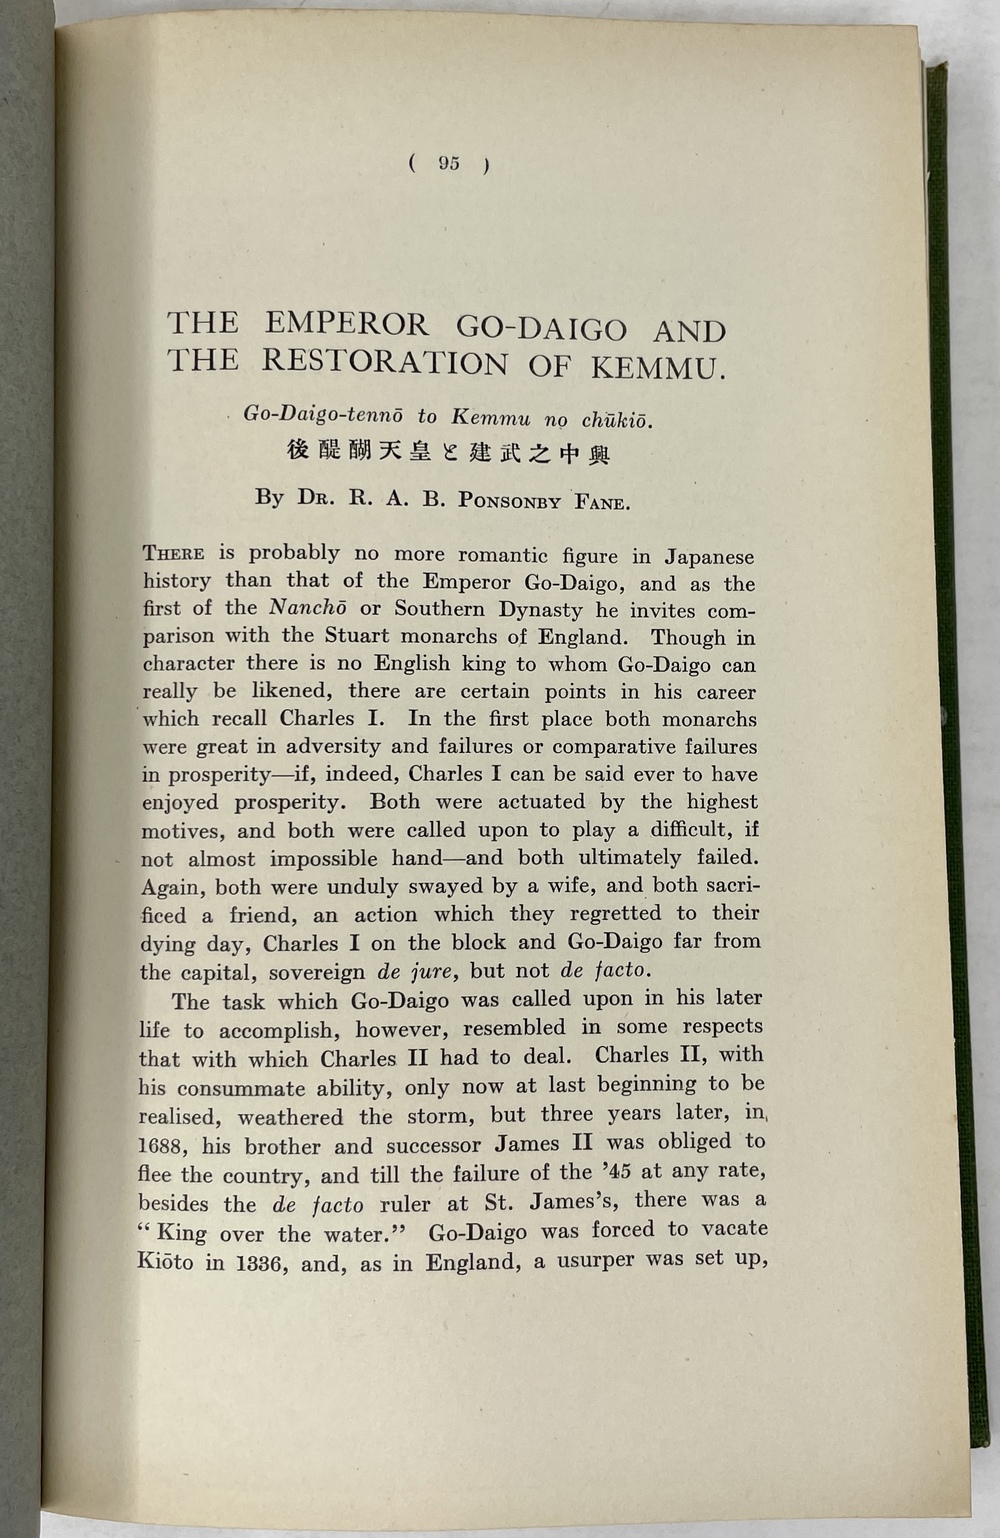 ( 95 )
THE EMPEROR GO-DAIGO AND
THE RESTORATION OF KEMMU.
Go-Daigo-tennō to Kemmu no chūkiō.
後醍醐天皇と建武之中興
By DR. R. A. B. PONSONBY FANE.
THERE is probably no more romantic figure in Japanese
history than that of the Emperor Go-Daigo, and as the
first of the Nanchō or Southern Dynasty he invites com-
parison with the Stuart monarchs of England. Though in
character there is no English king to whom Go-Daigo can
really be likened, there are certain points in his career
which recall Charles I. In the first place both monarchs
were great in adversity and failures or comparative failures
in prosperity—if, indeed, Charles I can be said ever to have
enjoyed prosperity. Both were actuated by the highest
motives, and both were called upon to play a difficult, if
not almost impossible hand—and both ultimately failed.
Again, both were unduly swayed by a wife, and both sacri-
ficed a friend, an action which they regretted to their
dying day, Charles I on the block and Go-Daigo far from
the capital, sovereign de jure, but not de facto.
The task which Go-Daigo was called upon in his later
life to accomplish, however, resembled in some respects
that with which Charles II had to deal. Charles II, with
his consummate ability, only now at last beginning to be
realised, weathered the storm, but three years later, in,
1688, his brother and successor James II was obliged to
flee the country, and till the failure of the ’45 at any rate,
besides the de facto ruler at St. James’s, there was a
“ King over the water.” Go-Daigo was forced to vacate
Kiōto in 1336, and, as in England, a usurper was set up,